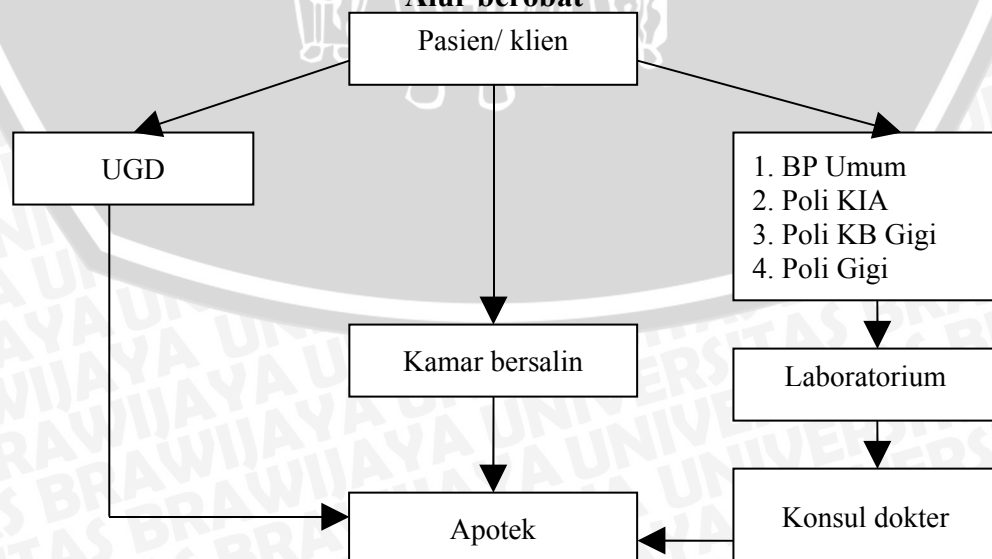 Alur berobat
Pasien/ klien
UGD
1. BP Umum
2. Poli KIA
3. Poli KB Gigi
4. Poli Gigi
Kamar bersalin
Laboratorium
Apotek
Konsul dokter